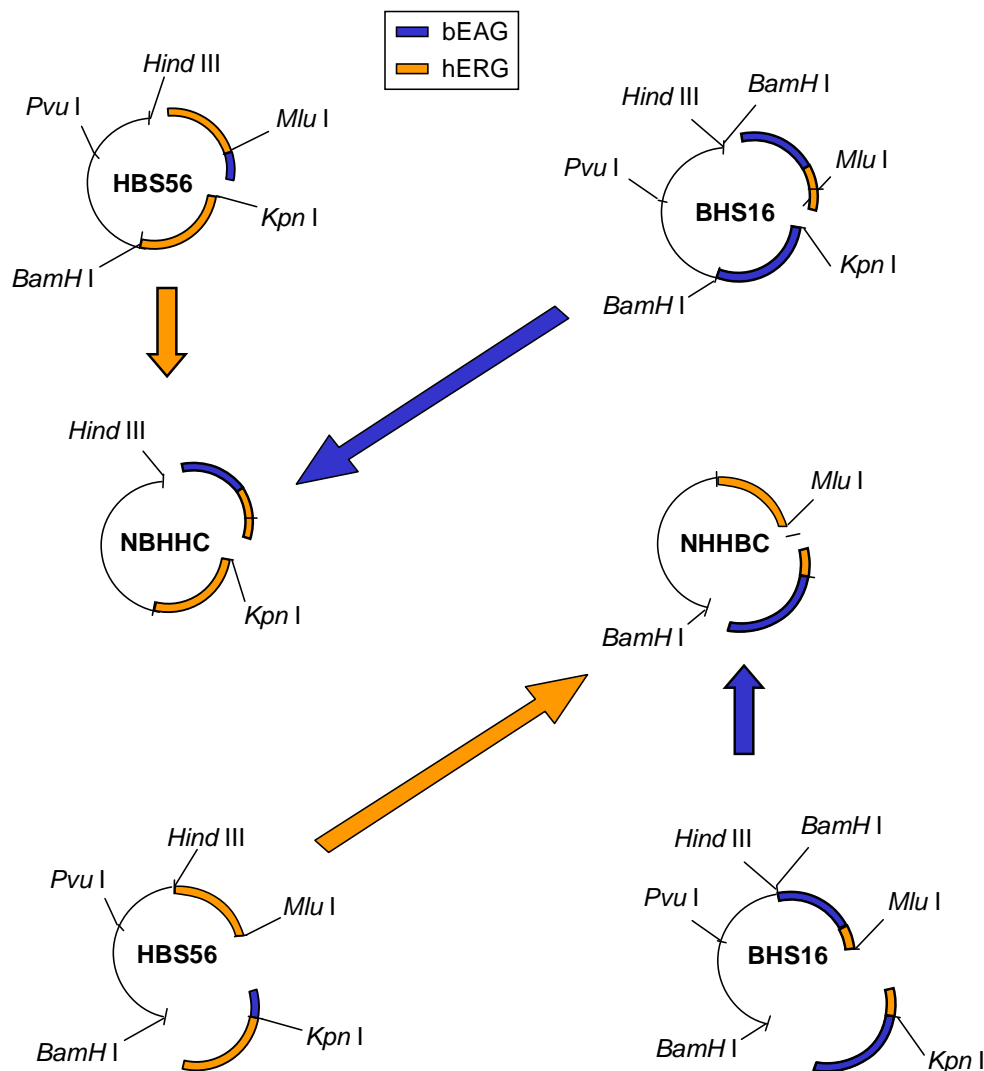 bEAG
hERG
Hind III
Pvu I
Mlu I
HBS56
Kpn I
BamH I
BamH I
Hind III
Mlu I
Pvu I
BHS16
Kpn I
BamH I
Hind III
NBHHC
Kpn I
Mlu I
NHHBC
BamH I
Hind III
Pvu I
Mlu I
HBS56
Kpn I
BamH I
BamH I
Hind III
Pvu I
Mlu I
BHS16
BamH I
Kpn I